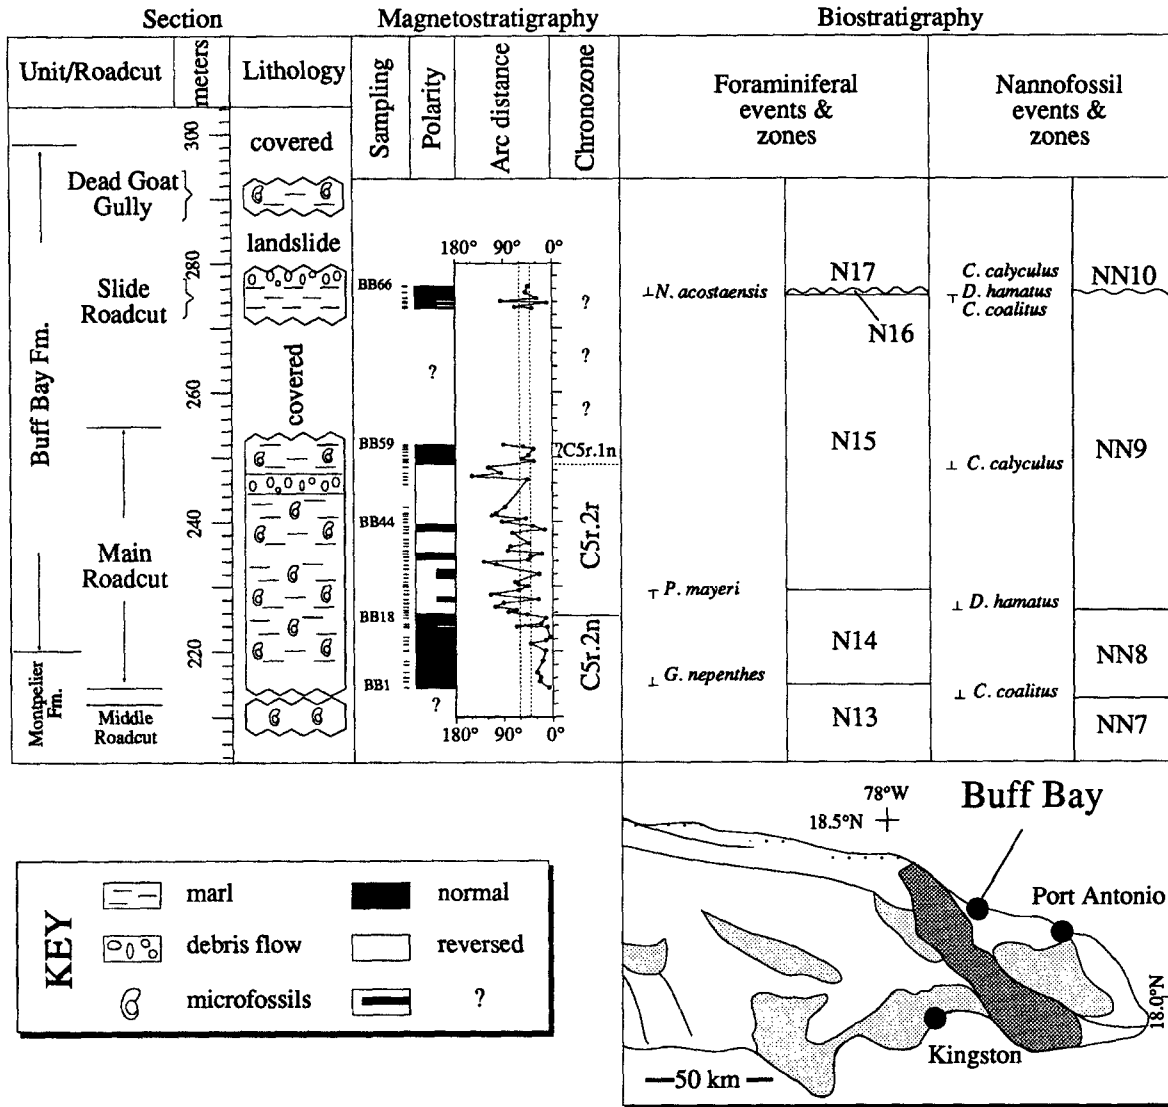 Section
Magnetostratigraphy
Biostratigraphy
Unit/Roadcut
meters
Lithology
Sampling
Polarity
Arc distance
Chronozone
Foraminiferal
events &
zones
Nannofossil
events &
zones
300
280
260
240
220
Buff Bay Fm.
Montpelier
Fm.
Dead Goat
Gully
Slide
Roadcut
Main
Roadcut
Middle
Roadcut
covered
landslide
covered
BB66
BB59
BB44
BB18
BB1
?
?
180° 90° 0°
180° 90° 0°
?
?
?
?C5r.1n
C5r.2r
C5r.2n
N. acostaensis
P. mayeri
G. nepenthes
N17
N16
N15
N14
N13
C. calyculus
D. hamatus
C. coalitus
C. calyculus
D. hamatus
C. coalitus
NN10
NN9
NN8
NN7
KEY
marl
debris flow
microfossils
normal
reversed
?
78°W
18.5°N
Buff Bay
Port Antonio
Kingston
18.0°N
50 km